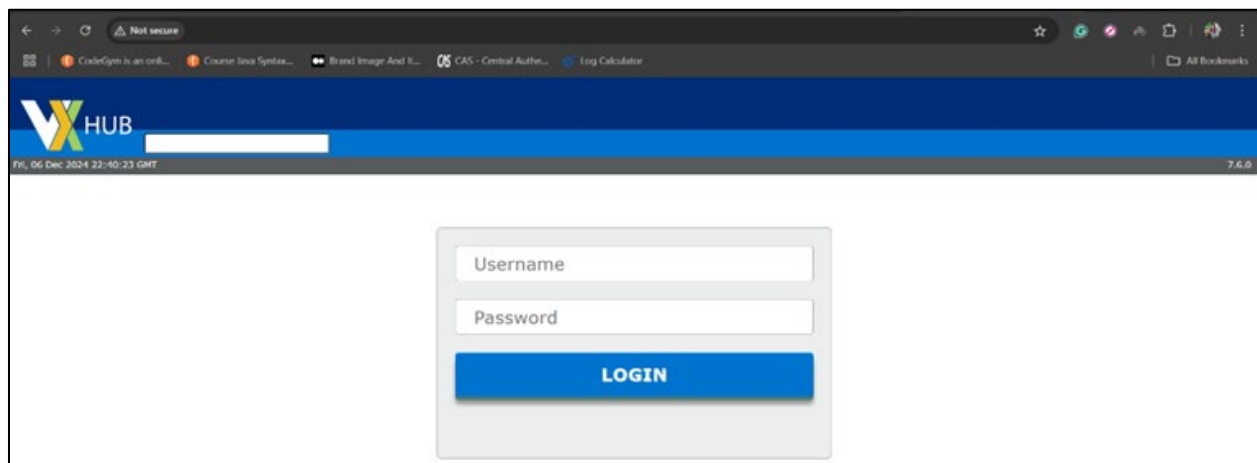 Not secure
CodeGym is an onli... Course Java Syntax... Brand Image And It... CAS - Central Authe... Log Calculator All Bookmarks
VX HUB
Fri, 06 Dec 2024 22:40:23 GMT 7.6.0
Username
Password
LOGIN